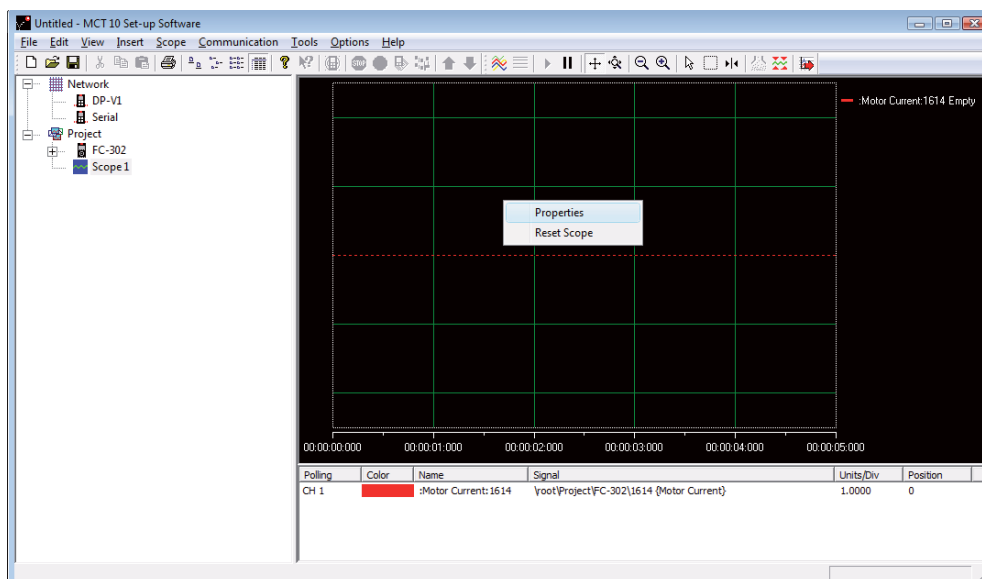 Untitled - MCT 10 Set-up Software
File Edit View Insert Scope Communication Tools Options Help
Network
DP-V1
Serial
Project
FC-302
Scope1
:Motor Current:1614 Empty
Properties
Reset Scope
00:00:00:000 00:00:01:000 00:00:02:000 00:00:03:000 00:00:04:000 00:00:05:000
Polling Color Name Signal Units/Div Position
CH 1 :Motor Current:1614 \root\Project\FC-302\1614 {Motor Current} 1.0000 0